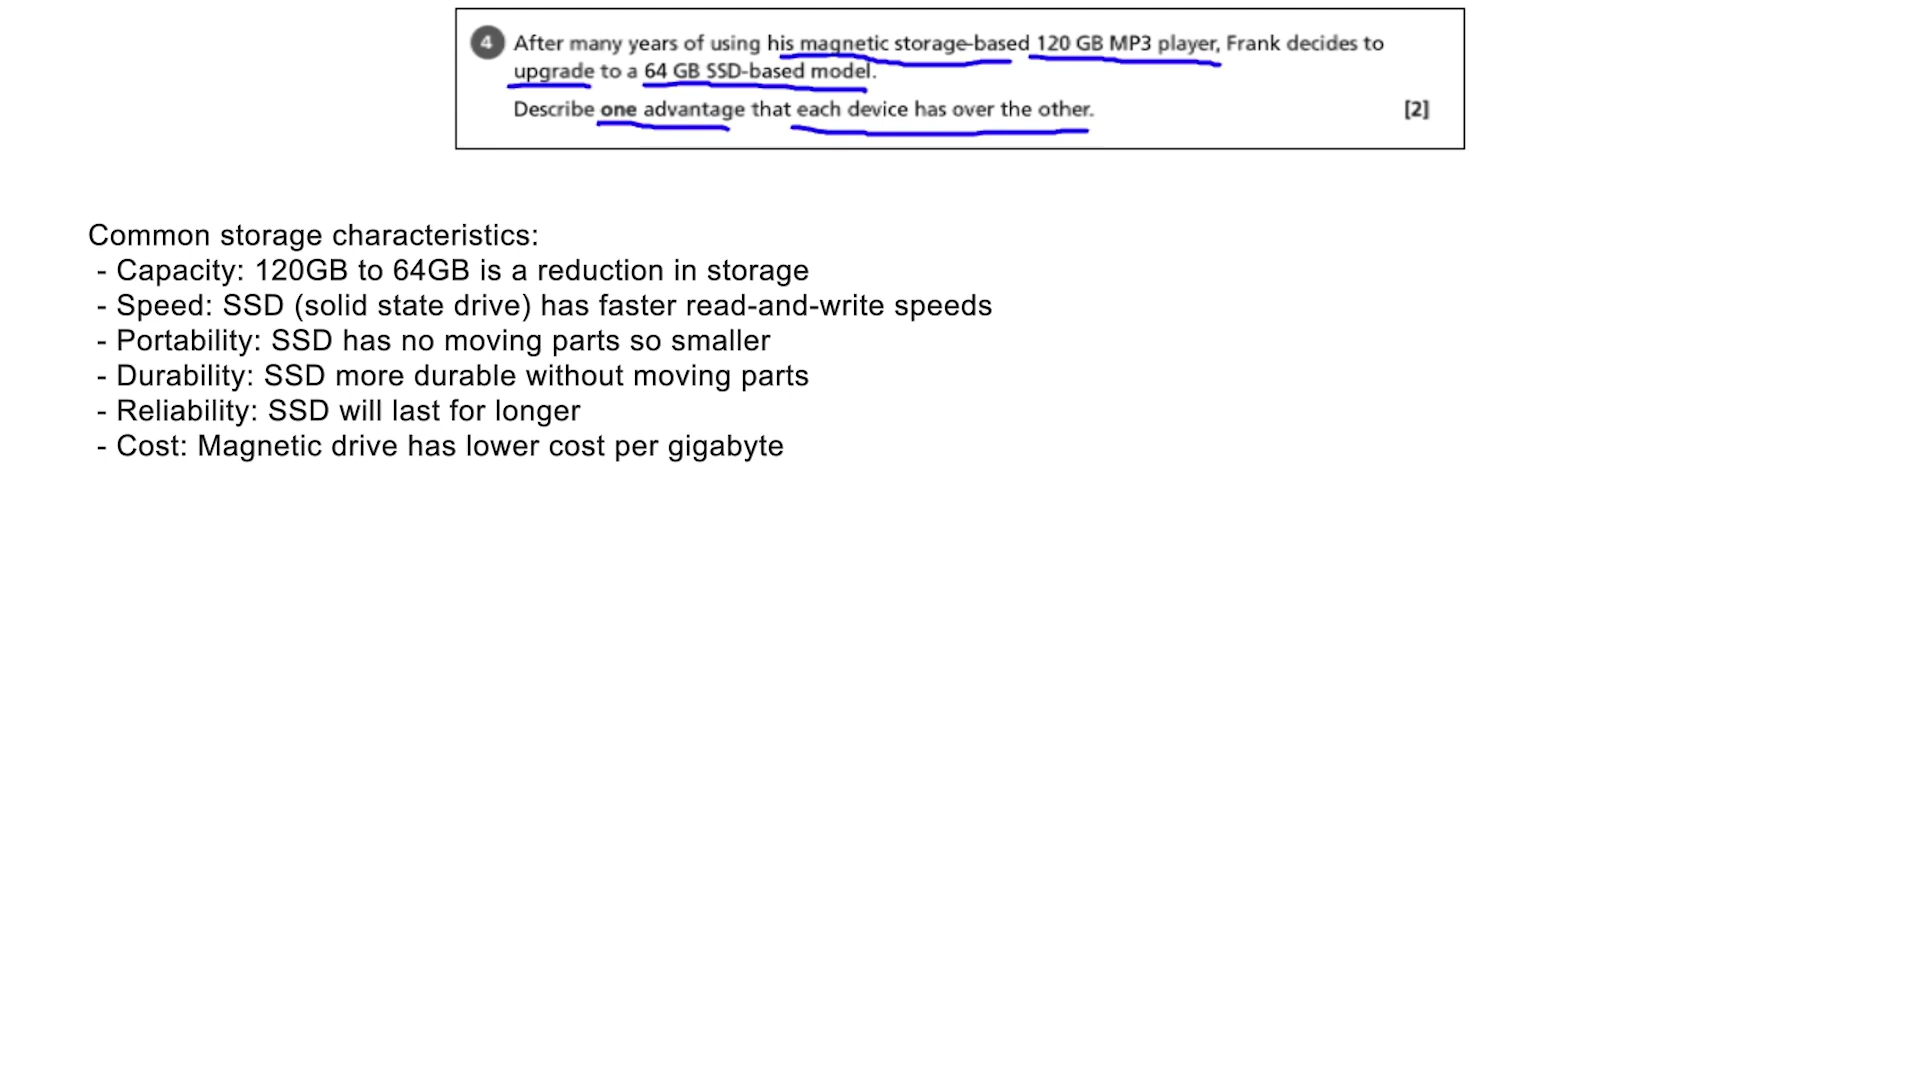 4 After many years of using his magnetic storage-based 120 GB MP3 player, Frank decides to
upgrade to a 64 GB SSD-based model.
Describe one advantage that each device has over the other. [2]
Common storage characteristics:
- Capacity: 120GB to 64GB is a reduction in storage
- Speed: SSD (solid state drive) has faster read-and-write speeds
- Portability: SSD has no moving parts so smaller
- Durability: SSD more durable without moving parts
- Reliability: SSD will last for longer
- Cost: Magnetic drive has lower cost per gigabyte